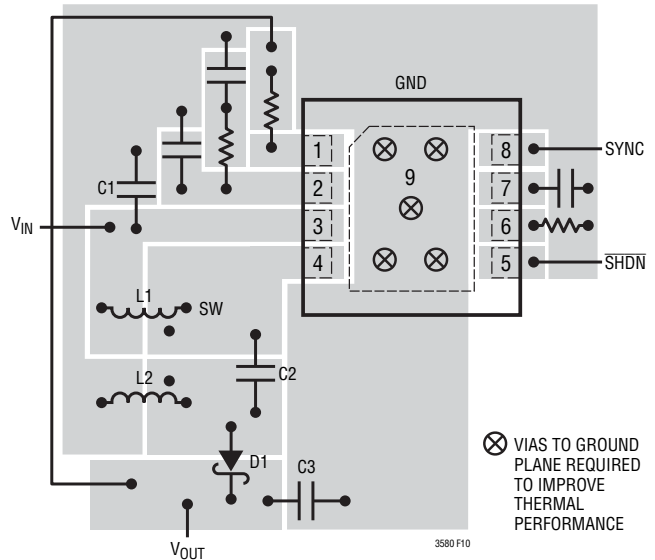 GND
1
8
SYNC
2
9
7
C1
3
6
V_IN
4
5
SHDN
L1
SW
L2
C2
D1
C3
VIAS TO GROUND
PLANE REQUIRED
TO IMPROVE
THERMAL
PERFORMANCE
3580 F10
V_OUT